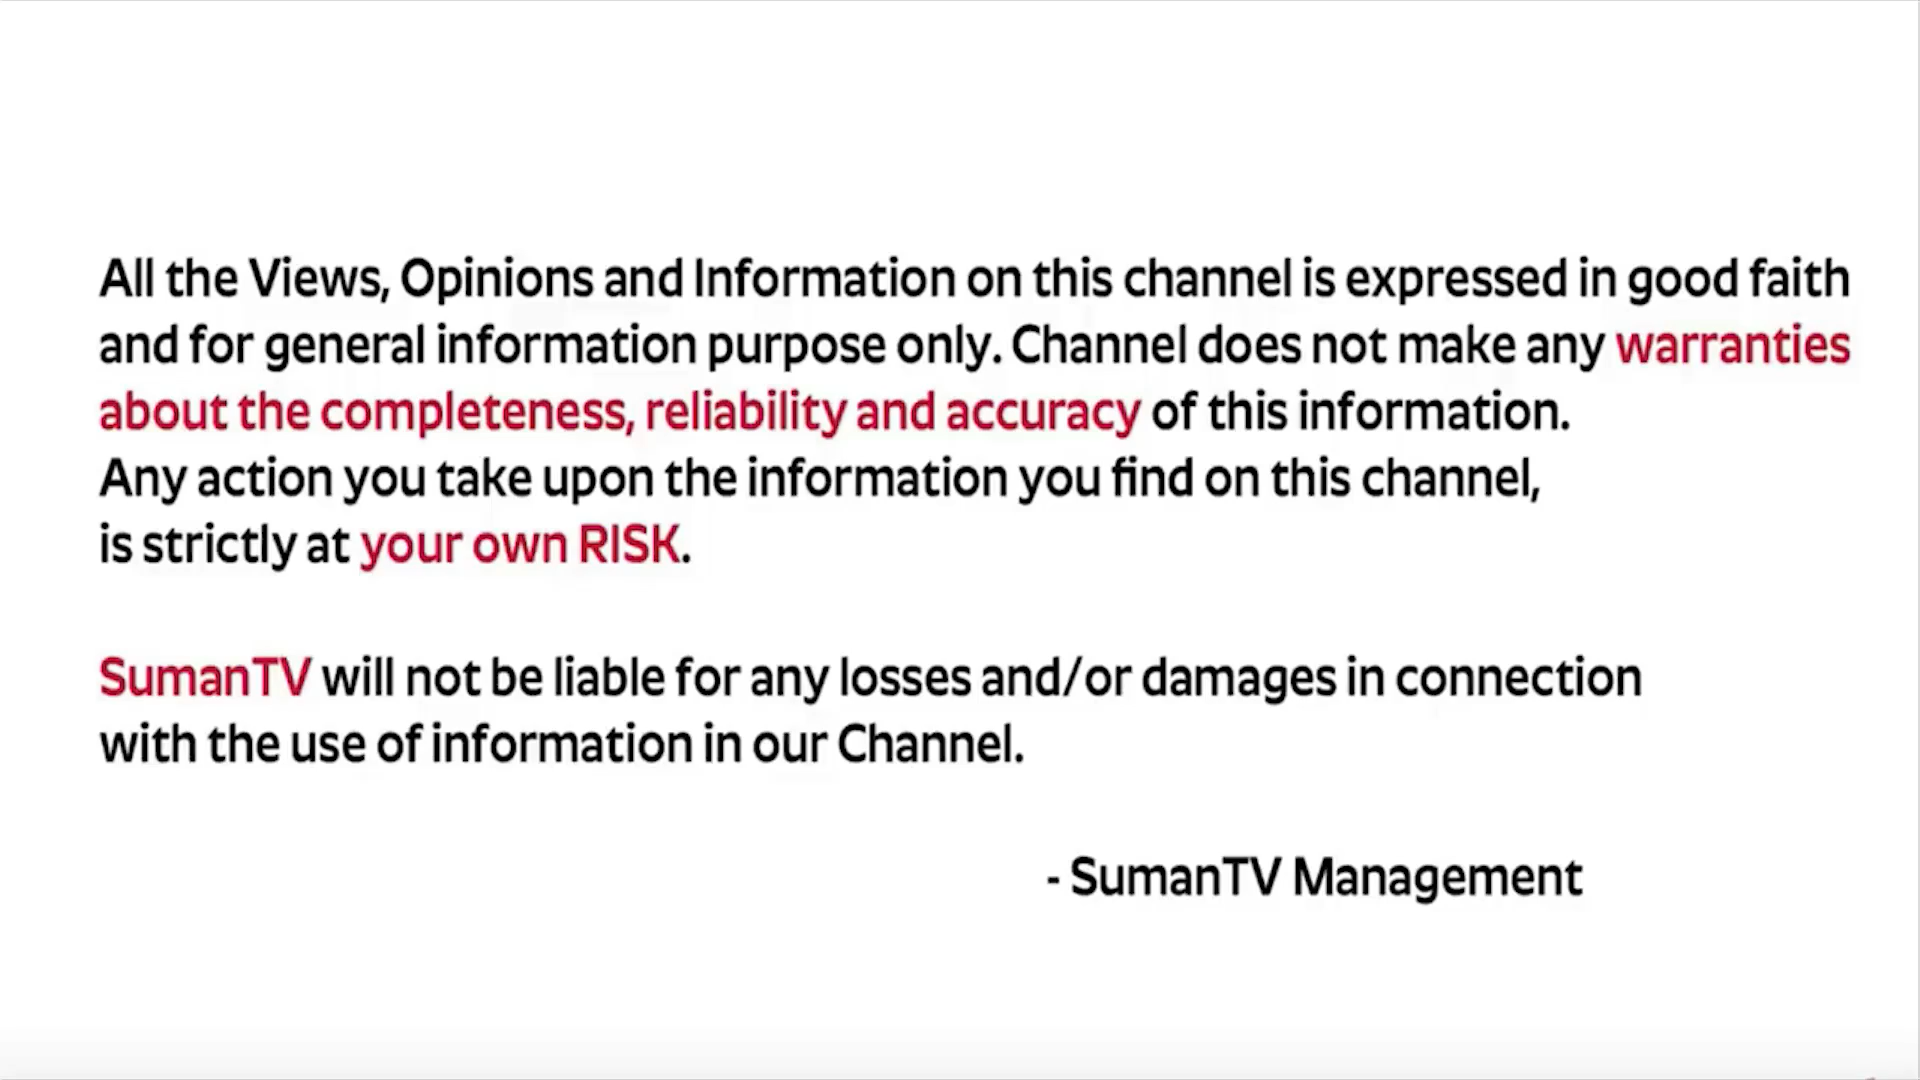 All the Views, Opinions and Information on this channel is expressed in good faith
and for general information purpose only. Channel does not make any warranties
about the completeness, reliability and accuracy of this information.
Any action you take upon the information you find on this channel,
is strictly at your own RISK.
SumanTV will not be liable for any losses and/or damages in connection
with the use of information in our Channel.
- SumanTV Management